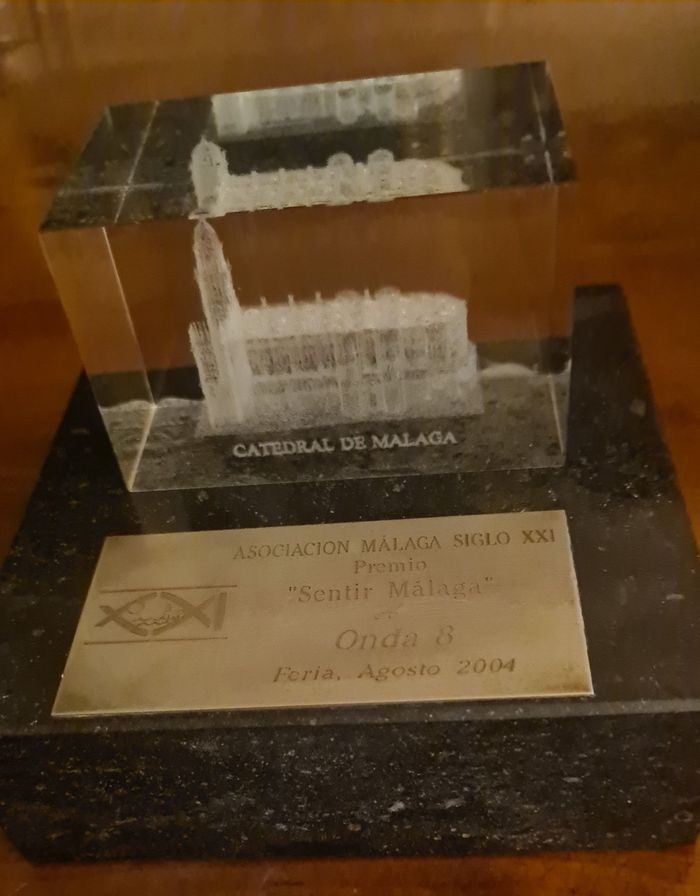 CATEDRAL DE MALAGA
ASOCIACION MÁLAGA SIGLO XXI
Premio
"Sentir Málaga"
a
Onda 8
Feria, Agosto 2004
XXI